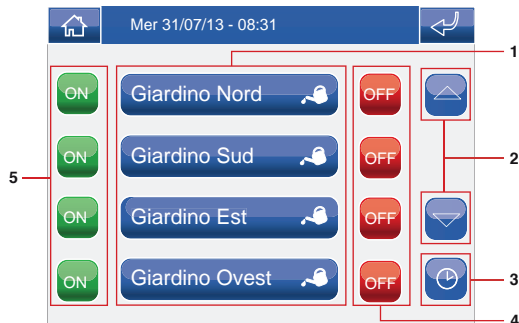 Mer 31/07/13 - 08:31
1
ON Giardino Nord OFF
ON Giardino Sud OFF
2
5
ON Giardino Est OFF
ON Giardino Ovest OFF
3
4